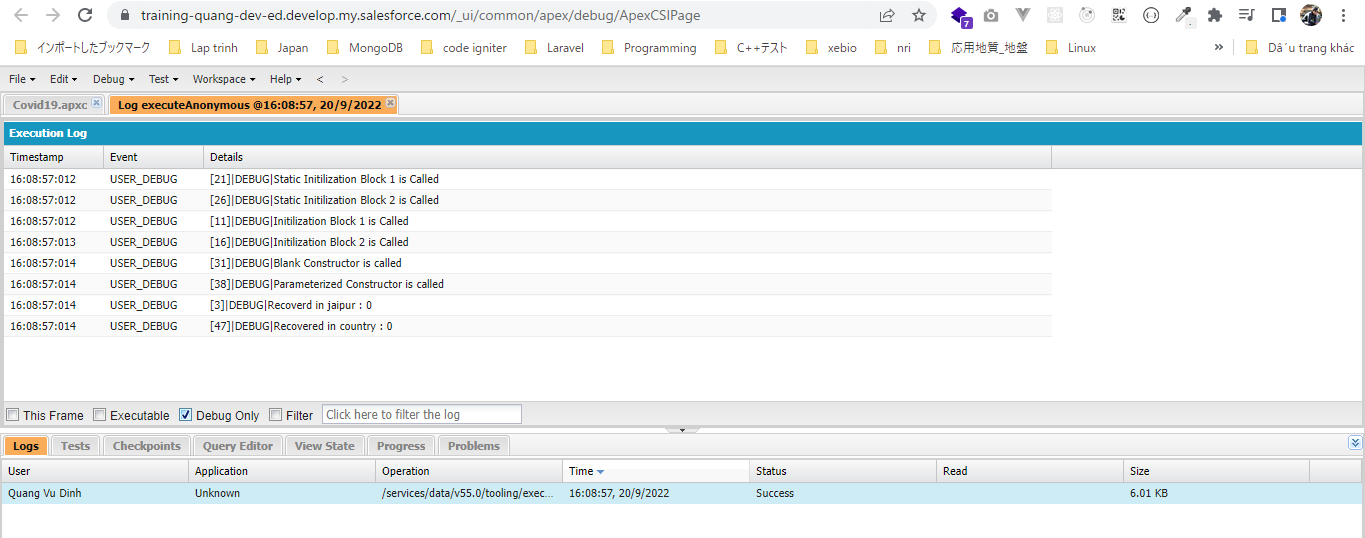 training-quang-dev-ed.develop.my.salesforce.com/_ui/common/apex/debug/ApexCSIPage
7
インポートしたブックマーク Lap trinh Japan MongoDB code igniter Laravel Programming C++テスト xebio nri 応用地質_地盤 Linux » Dấu trang khác
File Edit Debug Test Workspace Help < >
Covid19.apxc Log executeAnonymous @16:08:57, 20/9/2022
Execution Log
Timestamp Event Details
16:08:57:012 USER_DEBUG [21]|DEBUG|Static Initilization Block 1 is Called
16:08:57:012 USER_DEBUG [26]|DEBUG|Static Initilization Block 2 is Called
16:08:57:012 USER_DEBUG [11]|DEBUG|Initilization Block 1 is Called
16:08:57:013 USER_DEBUG [16]|DEBUG|Initilization Block 2 is Called
16:08:57:014 USER_DEBUG [31]|DEBUG|Blank Constructor is called
16:08:57:014 USER_DEBUG [38]|DEBUG|Parameterized Constructor is called
16:08:57:014 USER_DEBUG [3]|DEBUG|Recoverd in jaipur : 0
16:08:57:014 USER_DEBUG [47]|DEBUG|Recovered in country : 0
This Frame Executable Debug Only Filter Click here to filter the log
Logs Tests Checkpoints Query Editor View State Progress Problems
User Application Operation Time Status Read Size
Quang Vu Dinh Unknown /services/data/v55.0/tooling/exec... 16:08:57, 20/9/2022 Success 6.01 KB